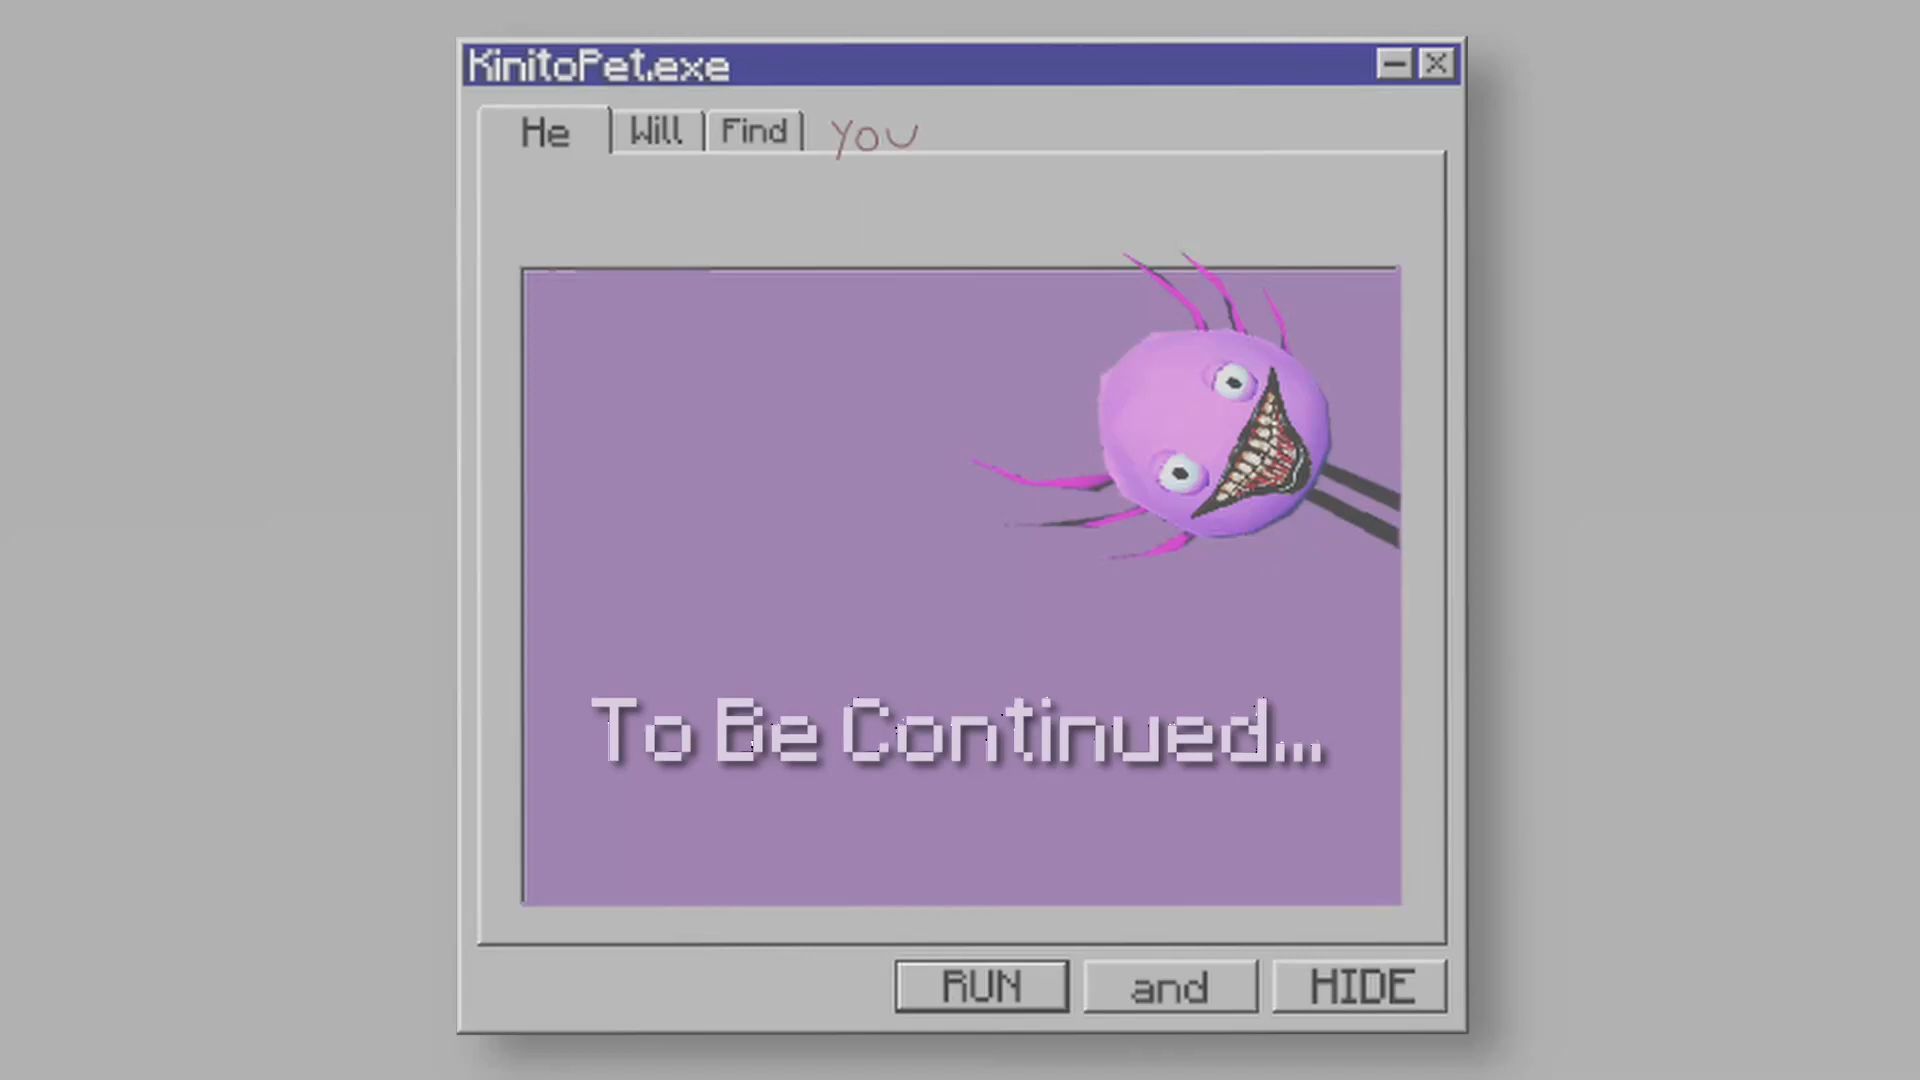 KinitoPet.exe
He Will Find you
To Be Continued...
RUN and HIDE